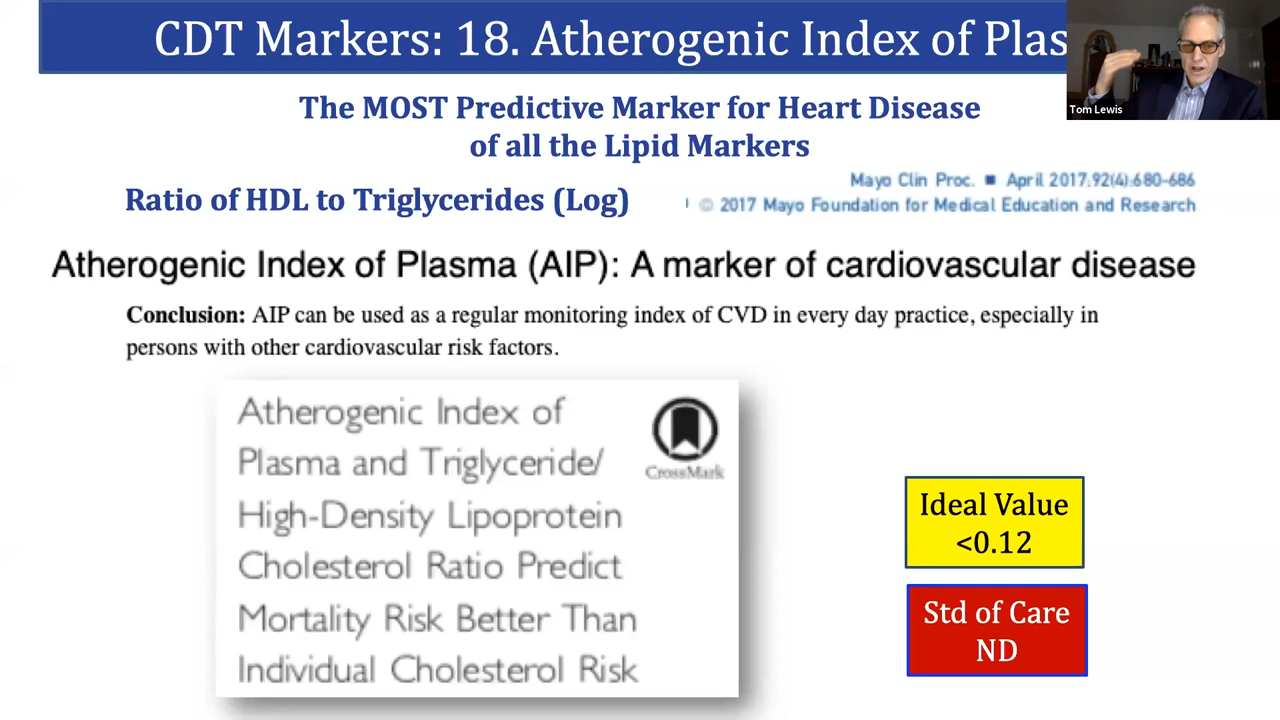 CDT Markers: 18. Atherogenic Index of Plas
Tom Lewis
The MOST Predictive Marker for Heart Disease
of all the Lipid Markers
Ratio of HDL to Triglycerides (Log)
Mayo Clin Proc. ■ April 2017;92(4):680-686
© 2017 Mayo Foundation for Medical Education and Research
Atherogenic Index of Plasma (AIP): A marker of cardiovascular disease
Conclusion: AIP can be used as a regular monitoring index of CVD in every day practice, especially in
persons with other cardiovascular risk factors.
Atherogenic Index of
Plasma and Triglyceride/
High-Density Lipoprotein
Cholesterol Ratio Predict
Mortality Risk Better Than
Individual Cholesterol Risk
CrossMark
Ideal Value
<0.12
Std of Care
ND